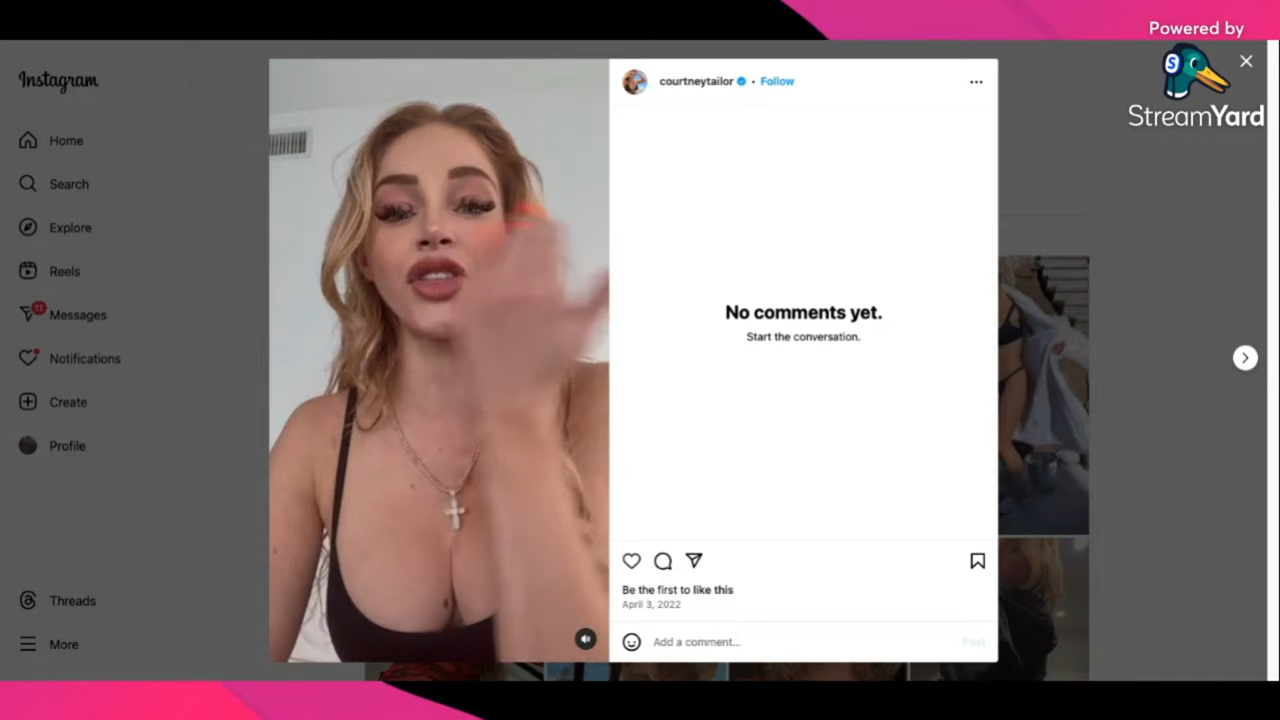 Powered by
StreamYard
Instagram
Home
Search
Explore
Reels
11
Messages
Notifications
Create
Profile
Threads
More
courtneytailor • Follow
No comments yet.
Start the conversation.
Be the first to like this
April 3, 2022
Add a comment...
Post